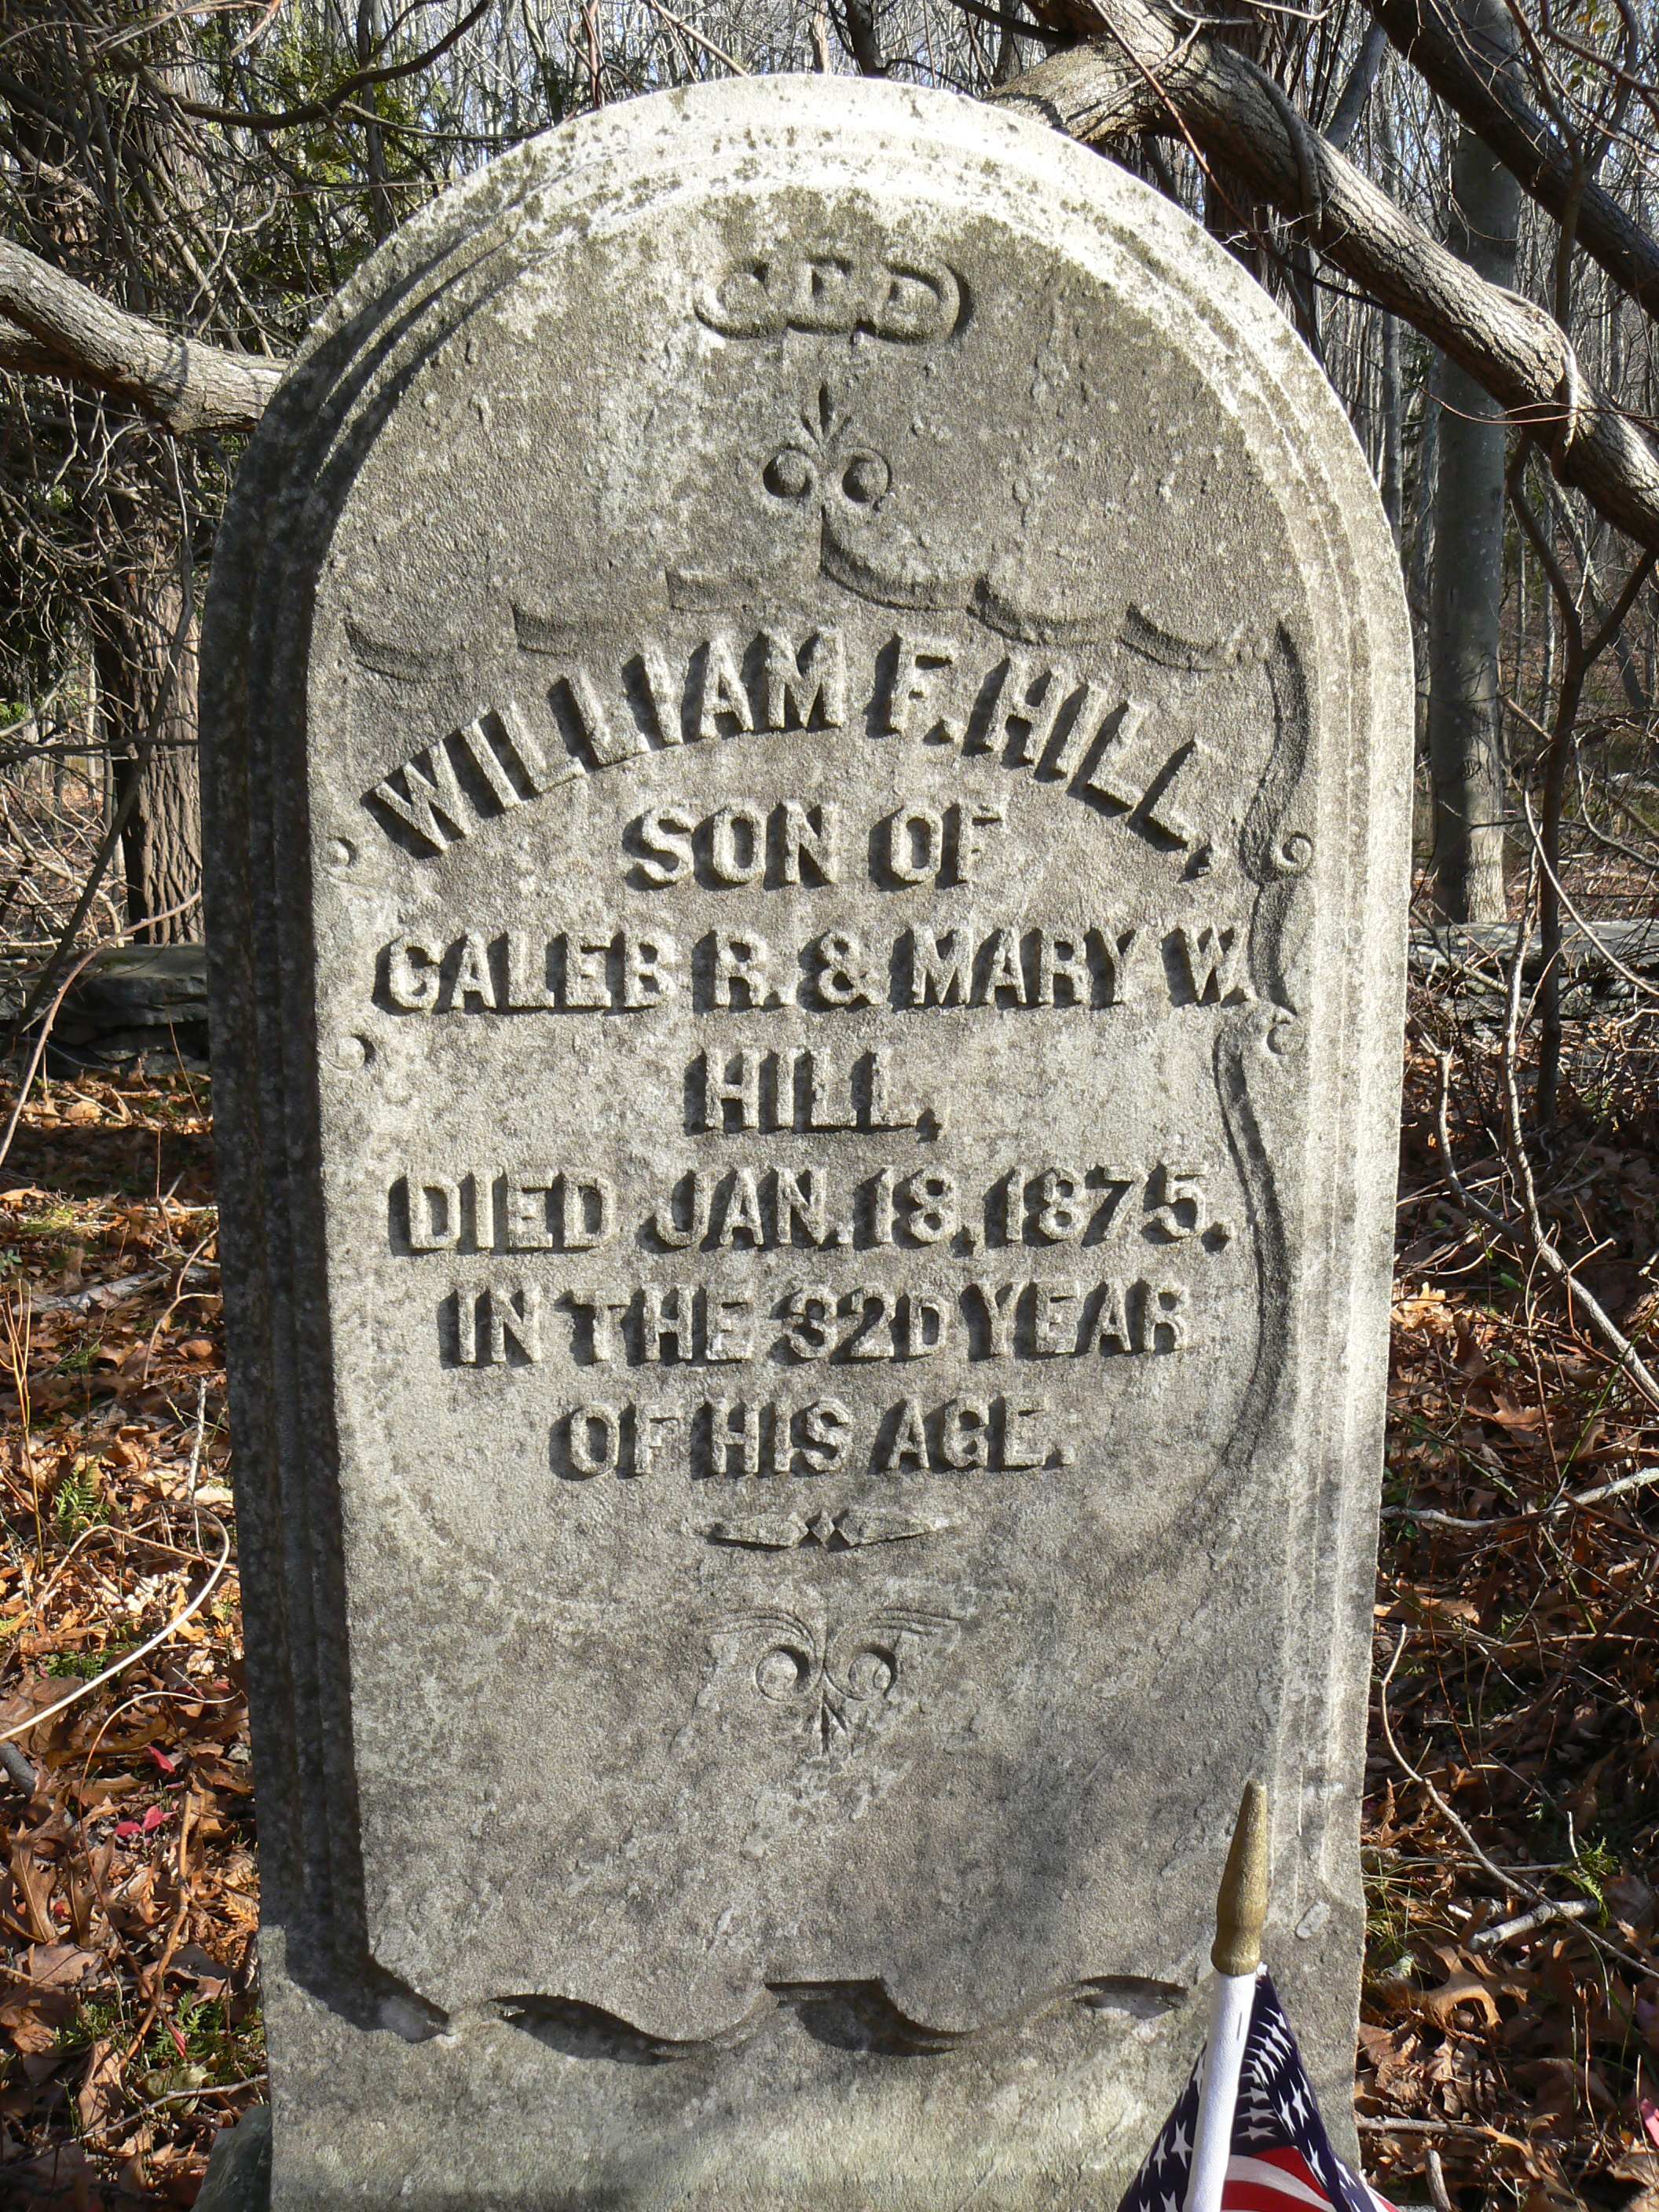 WILLIAM F. HILL,
SON OF
CALEB R. & MARY W.
HILL,
DIED JAN. 18, 1875.
IN THE 32D YEAR
OF HIS AGE.